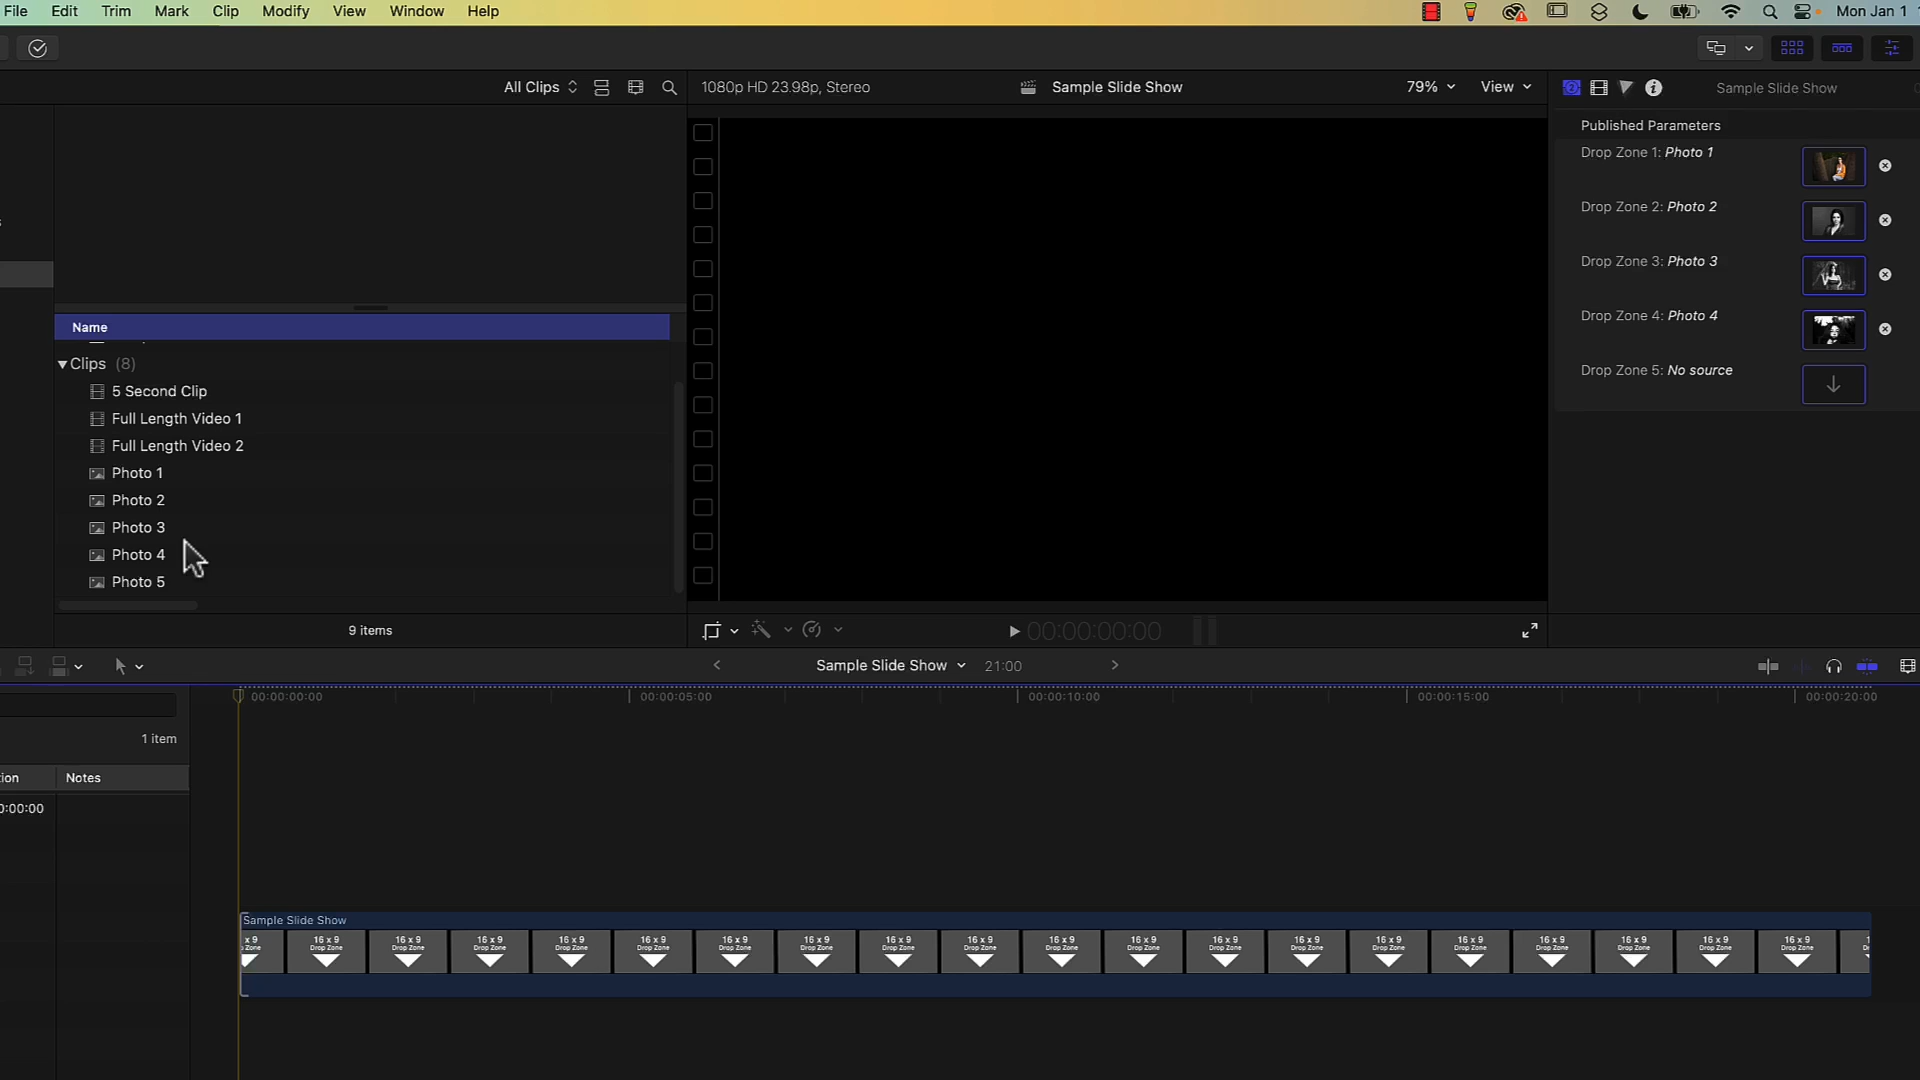 File Edit Trim Mark Clip Modify View Window Help Mon Jan 1
All Clips
1080p HD 23.98p, Stereo Sample Slide Show 79% View
Sample Slide Show
Published Parameters
Drop Zone 1: Photo 1
Drop Zone 2: Photo 2
Drop Zone 3: Photo 3
Drop Zone 4: Photo 4
Drop Zone 5: No source
Name
Clips (8)
5 Second Clip
Full Length Video 1
Full Length Video 2
Photo 1
Photo 2
Photo 3
Photo 4
Photo 5
9 items
00:00:00:00
Sample Slide Show 21:00
00:00:00:00 00:00:05:00 00:00:10:00 00:00:15:00 00:00:20:00
1 item
tion Notes
0:00:00
Sample Slide Show
x 9 16 x 9 16 x 9 16 x 9 16 x 9 16 x 9 16 x 9 16 x 9 16 x 9 16 x 9 16 x 9 16 x 9 16 x 9 16 x 9 16 x 9 16 x 9 16 x 9 16 x 9 16 x 9 16 x 9
p Zone Drop Zone Drop Zone Drop Zone Drop Zone Drop Zone Drop Zone Drop Zone Drop Zone Drop Zone Drop Zone Drop Zone Drop Zone Drop Zone Drop Zone Drop Zone Drop Zone Drop Zone Drop Zone Drop Zone